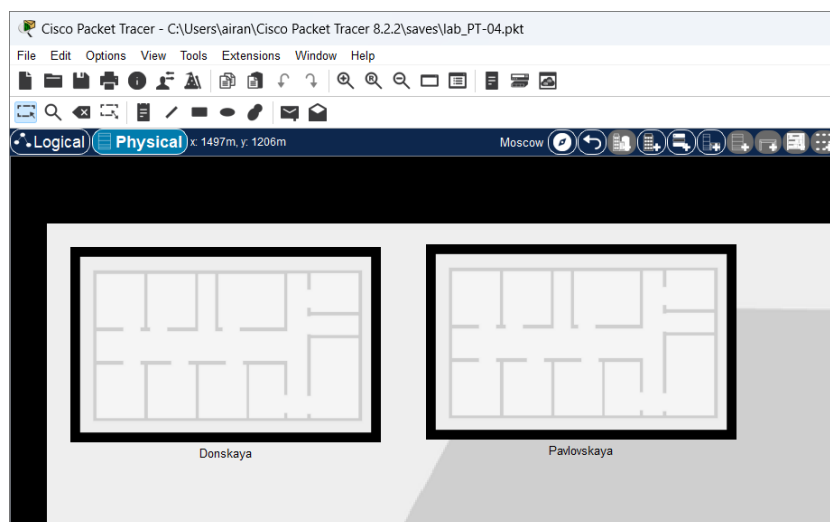 Cisco Packet Tracer - C:\Users\airan\Cisco Packet Tracer 8.2.2\saves\lab_PT-04.pkt
File Edit Options View Tools Extensions Window Help
Logical Physical x: 1497m, y: 1206m Moscow
Donskaya Pavlovskaya